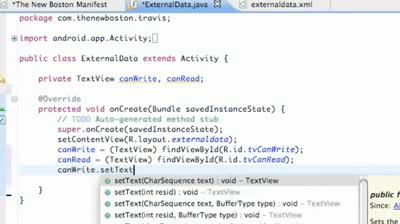 *The New Boston Manifest
*ExternalData.java
externaldata.xml
package com.thenewboston.travis;
import android.app.Activity;
public class ExternalData extends Activity {
private TextView canWrite, canRead;
@Override
protected void onCreate(Bundle savedInstanceState) {
// TODO Auto-generated method stub
super.onCreate(savedInstanceState);
setContentView(R.layout.externaldata);
canWrite = (TextView) findViewById(R.id.tvCanWrite);
canRead = (TextView) findViewById(R.id.tvCanRead);
canWrite.setText
}
}
setText(CharSequence text) : void - TextView
setText(int resid) : void - TextView
setText(CharSequence text, BufferType type) : void - TextView
setText(int resid, BufferType type) : void - TextView
public f
Since: A